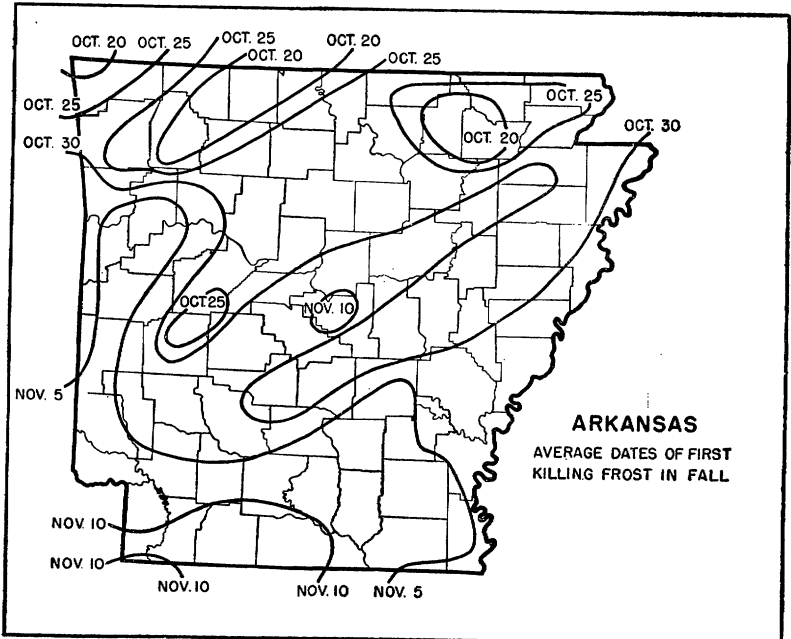 OCT. 20
OCT. 25
OCT. 25
OCT. 20
OCT. 20
OCT. 25
OCT. 25
OCT. 25
OCT. 20
OCT. 30
OCT. 30
OCT.25
NOV. 10
NOV. 5
ARKANSAS
AVERAGE DATES OF FIRST
KILLING FROST IN FALL
NOV. 10
NOV. 10
NOV. 10
NOV. 10
NOV. 5